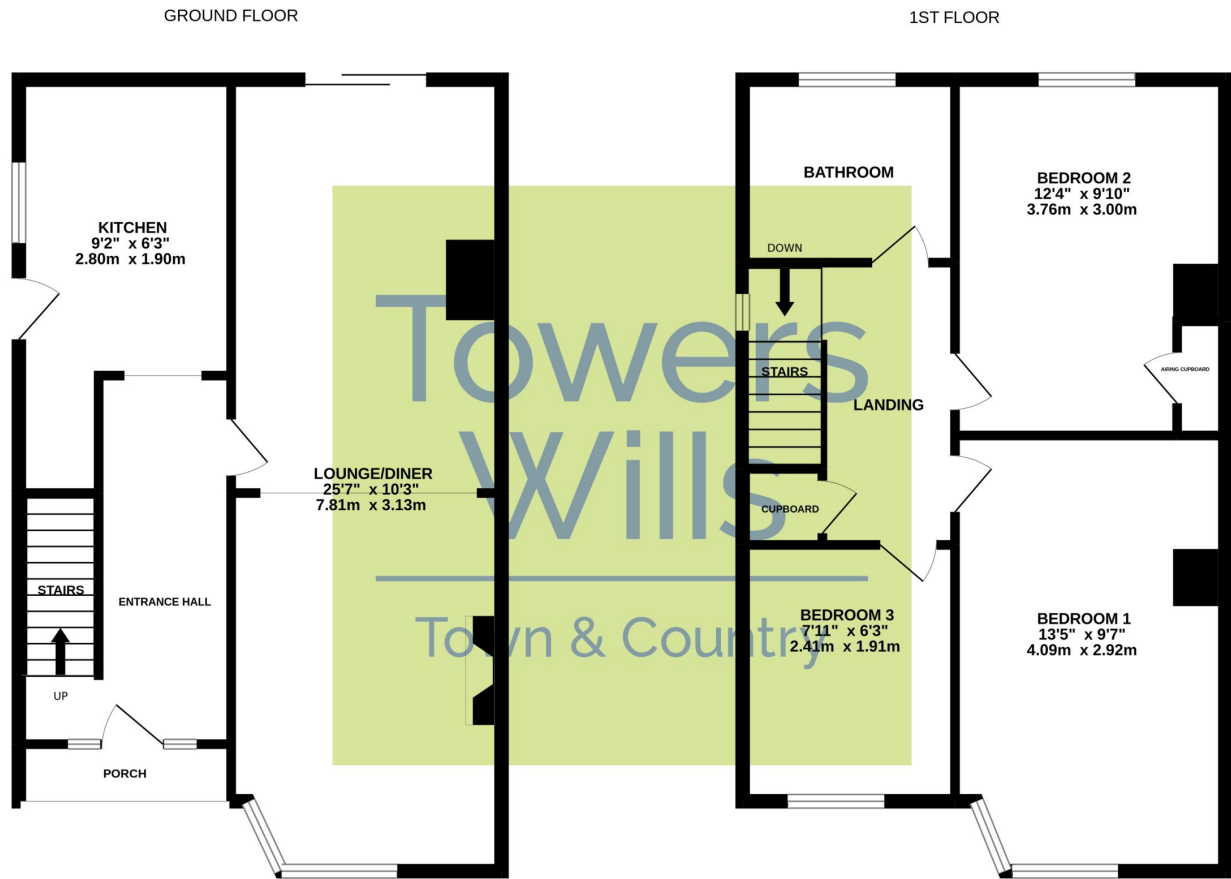 GROUND FLOOR
1ST FLOOR
KITCHEN
9'2" x 6'3"
2.80m x 1.90m
LOUNGE/DINER
25'7" x 10'3"
7.81m x 3.13m
STAIRS
ENTRANCE HALL
UP
PORCH
BATHROOM
DOWN
BEDROOM 2
12'4" x 9'10"
3.76m x 3.00m
STAIRS
AIRING CUPBOARD
LANDING
CUPBOARD
BEDROOM 3
7'11" x 6'3"
2.41m x 1.91m
BEDROOM 1
13'5" x 9'7"
4.09m x 2.92m
Towers
Wills
Town & Country